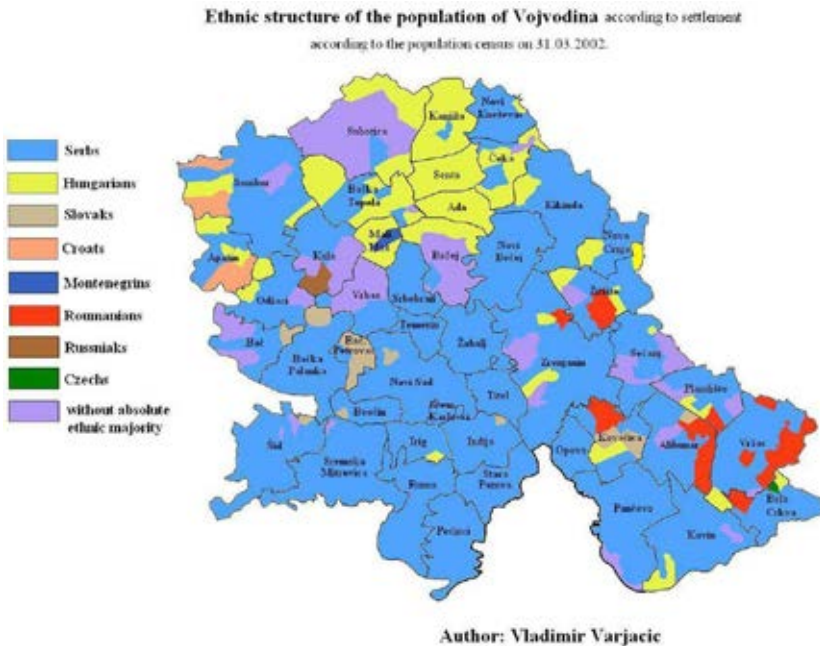 Ethnic structure of the population of Vojvodina according to settlement
according to the population census on 31.03.2002.
Serbs
Hungarians
Slovaks
Croats
Montenegrins
Roumanians
Russniaks
Czechs
without absolute
ethnic majority
Subotica
Kanjiža
Novi
Kneževac
Sombor
Bačka
Topola
Senta
Čoka
Ada
Kikinda
Mali
Iđoš
Apatin
Kula
Bečej
Novi
Bečej
Nova
Crnja
Odžaci
Vrbas
Srbobran
Žitište
Bač
Bačka
Palanka
Bač.
Petrovac
Temerin
Žabalj
Zrenjanin
Sečanj
Novi Sad
Titel
Plandište
Beočin
Srem.
Karlovci
Šid
Sremska
Mitrovica
Irig
Inđija
Opovo
Kovačica
Alibunar
Vršac
Ruma
Stara
Pazova
Pećinci
Pančevo
Kovin
Bela
Crkva
Author: Vladimir Varjacic